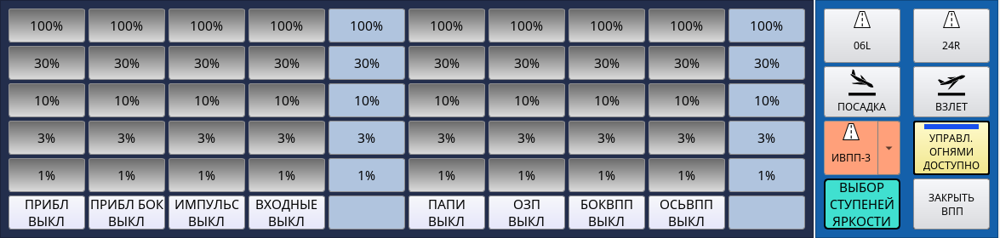 100% 100% 100% 100% 100% 100% 100% 100% 100% 100%
30% 30% 30% 30% 30% 30% 30% 30% 30% 30%
10% 10% 10% 10% 10% 10% 10% 10% 10% 10%
3% 3% 3% 3% 3% 3% 3% 3% 3% 3%
1% 1% 1% 1% 1% 1% 1% 1% 1% 1%
ПРИБЛ ПРИБЛ БОК ИМПУЛЬС ВХОДНЫЕ ПАПИ ОЗП БОКВПП ОСЬВПП
ВЫКЛ ВЫКЛ ВЫКЛ ВЫКЛ ВЫКЛ ВЫКЛ ВЫКЛ ВЫКЛ
06L 24R
ПОСАДКА ВЗЛЕТ
ИВПП-3
УПРАВЛ.
ОГНЯМИ
ДОСТУПНО
ВЫБОР
СТУПЕНЕЙ
ЯРКОСТИ
ЗАКРЫТЬ
ВПП